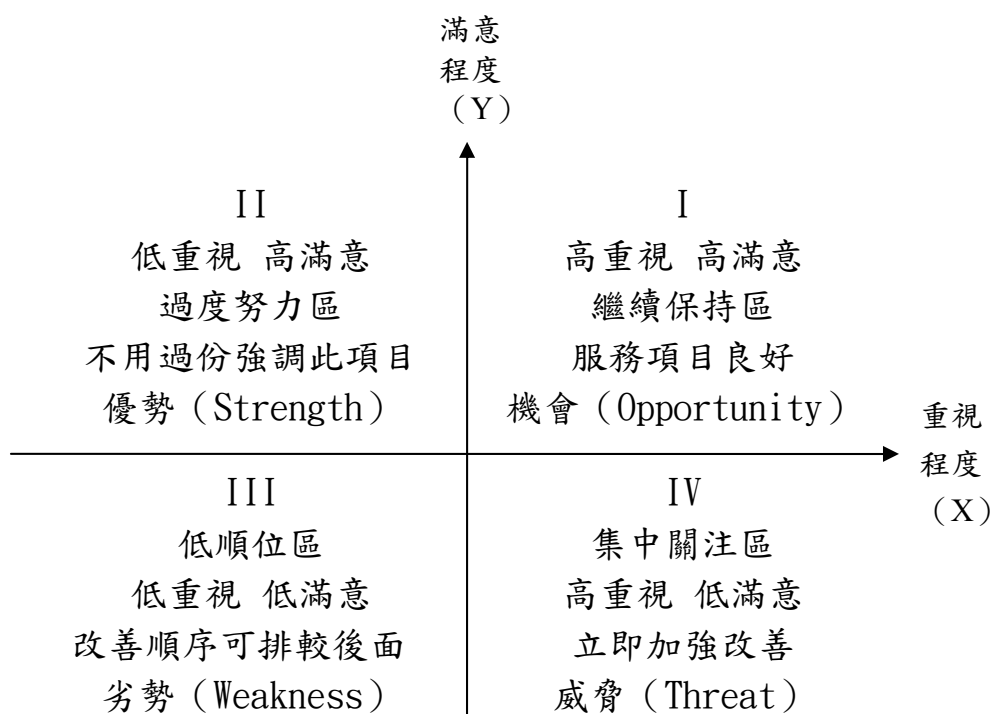 滿意
程度
（Y）
II
低重視 高滿意
過度努力區
不用過份強調此項目
優勢（Strength）
I
高重視 高滿意
繼續保持區
服務項目良好
機會（Opportunity）
重視
程度
（X）
III
低順位區
低重視 低滿意
改善順序可排較後面
劣勢（Weakness）
IV
集中關注區
高重視 低滿意
立即加強改善
威脅（Threat）